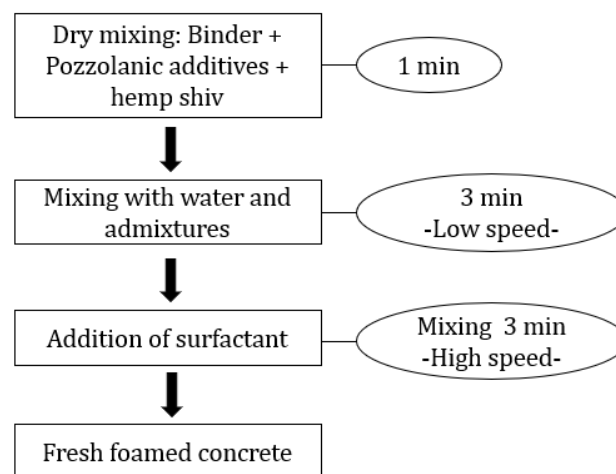 Dry mixing: Binder +
Pozzolanic additives +
hemp shiv
1 min
Mixing with water and
admixtures
3 min
-Low speed-
Addition of surfactant
Mixing 3 min
-High speed-
Fresh foamed concrete